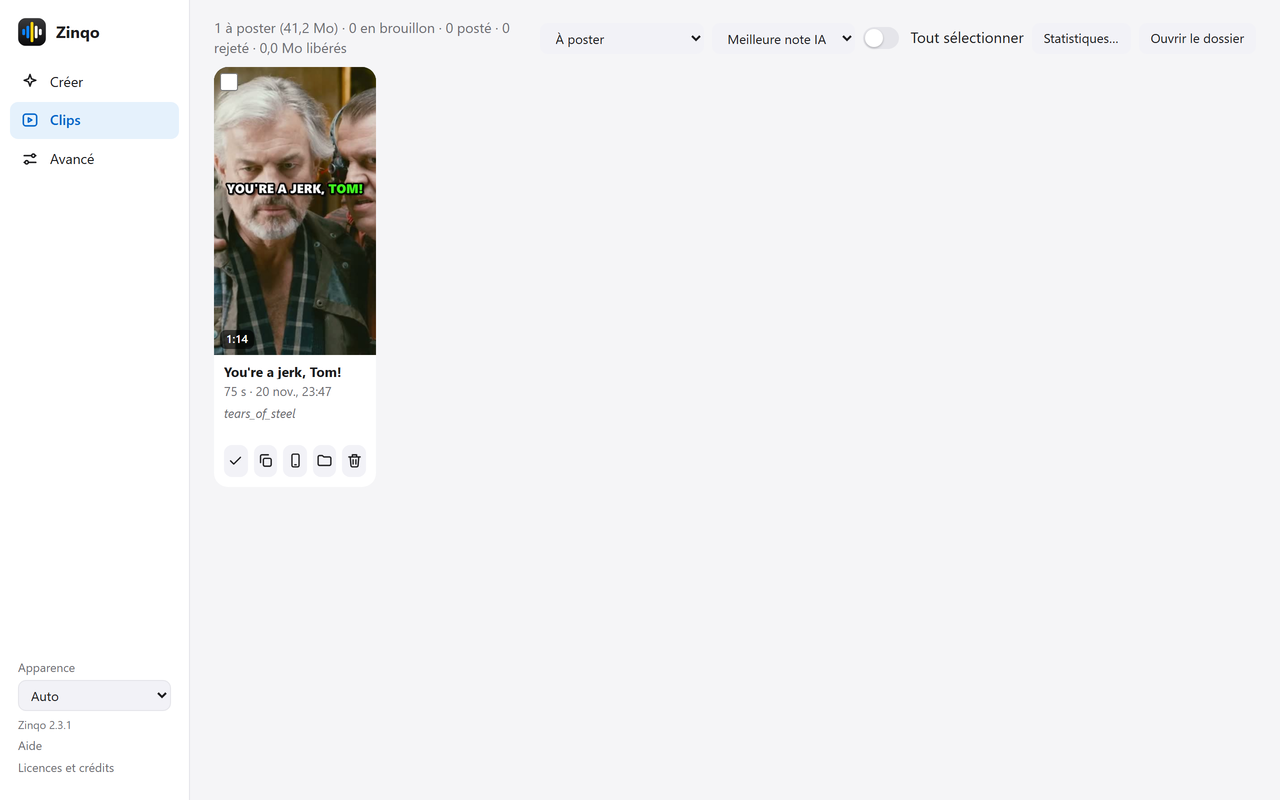 Zinqo
Créer
Clips
Avancé
1 à poster (41,2 Mo) · 0 en brouillon · 0 posté · 0
rejeté · 0,0 Mo libérés
À poster
Meilleure note IA
Tout sélectionner
Statistiques...
Ouvrir le dossier
YOU'RE A JERK, TOM!
1:14
You're a jerk, Tom!
75 s · 20 nov., 23:47
tears_of_steel
Apparence
Auto
Zinqo 2.3.1
Aide
Licences et crédits